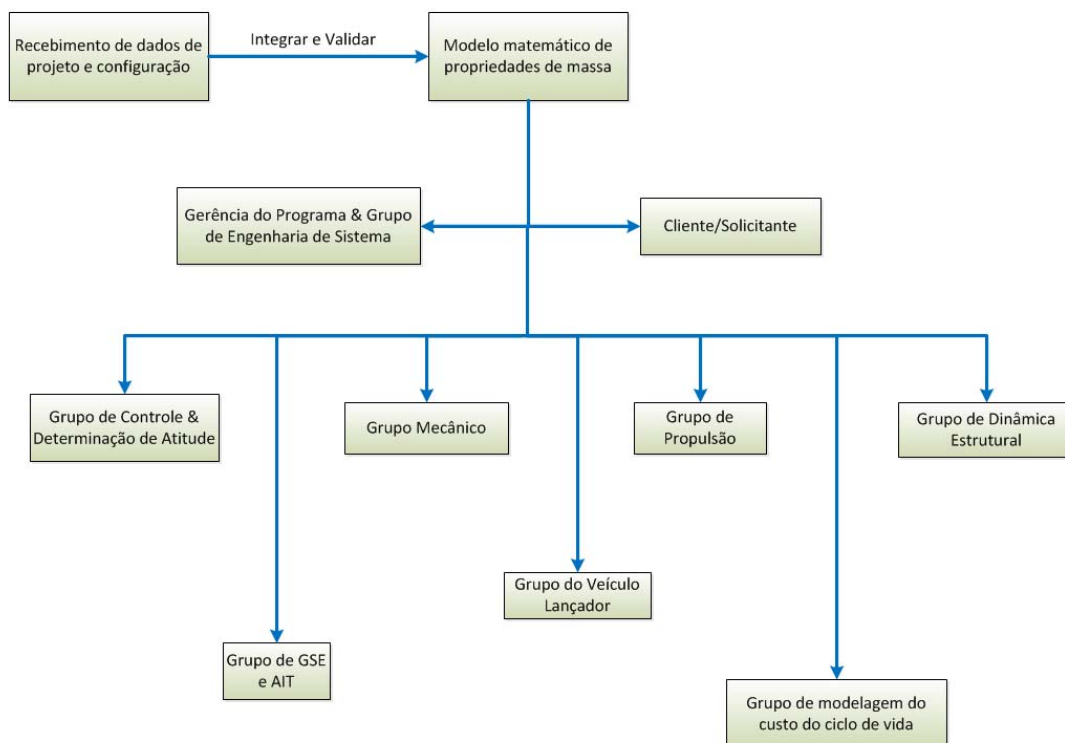 Recebimento de dados de
projeto e configuração
Integrar e Validar
Modelo matemático de
propriedades de massa
Gerência do Programa & Grupo
de Engenharia de Sistema
Cliente/Solicitante
Grupo de Controle &
Determinação de Atitude
Grupo Mecânico
Grupo de
Propulsão
Grupo de Dinâmica
Estrutural
Grupo do Veículo
Lançador
Grupo de GSE
e AIT
Grupo de modelagem do
custo do ciclo de vida